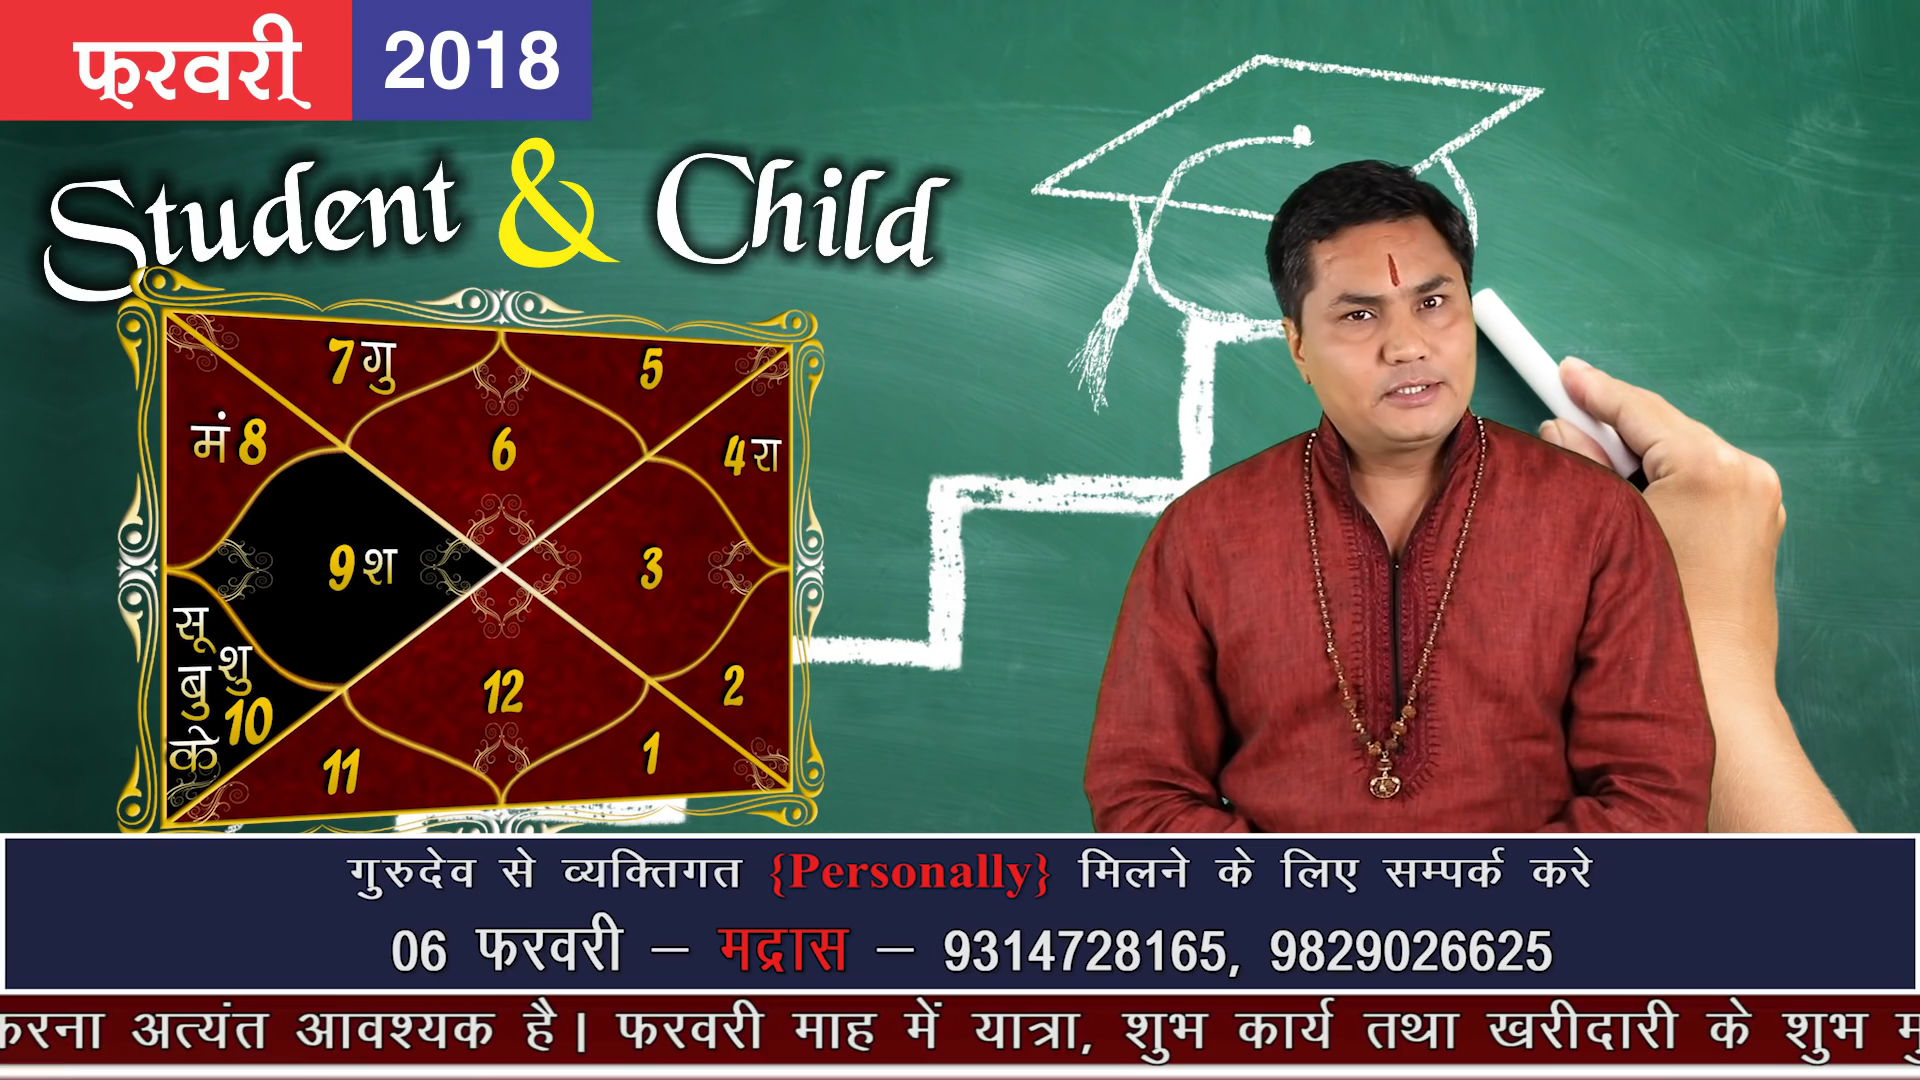 फ्रवरी् 2018
Student & Child
7 गु
5
मं 8
6
4 रा
9 श
3
सू
शु
बु
10
के
12
2
11
1
गुरुदेव से व्यक्तिगत {Personally} मिलने के लिए सम्पर्क करे
06 फरवरी – मद्रास – 9314728165, 9829026625
करना अत्यंत आवश्यक है। फरवरी माह में यात्रा, शुभ कार्य तथा खरीदारी के शुभ